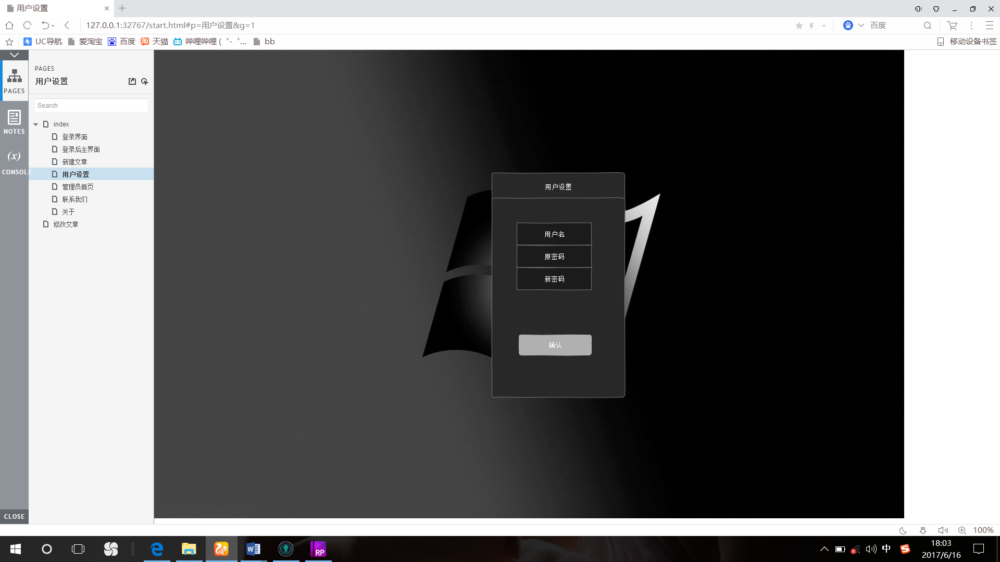 用户设置
127.0.0.1:32767/start.html#p=用户设置&g=1
百度
UC导航
爱淘宝
百度
天猫
哔哩哔哩 ( ゜- ゜...
bb
移动设备书签
PAGES
NOTES
(x)
CONSOLE
CLOSE
PAGES
用户设置
Search
index
登录界面
登录后主界面
新建文章
用户设置
管理员首页
联系我们
关于
修改文章
用户设置
用户名
原密码
新密码
确认
100%
RP
中
18:03
2017/6/16